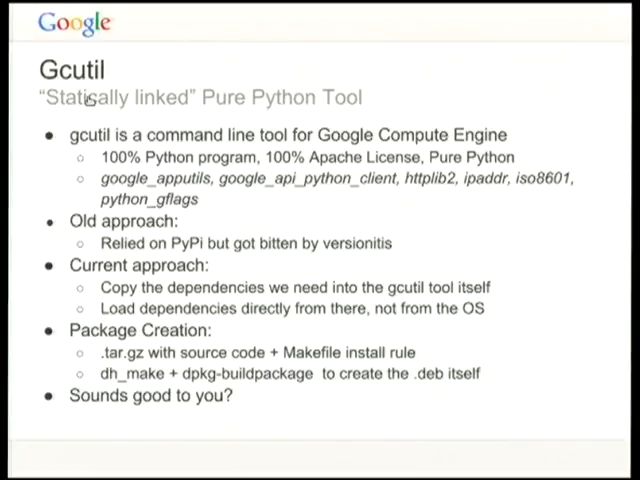 Google
Gcutil
"Statically linked" Pure Python Tool
● gcutil is a command line tool for Google Compute Engine
○ 100% Python program, 100% Apache License, Pure Python
○ google_apputils, google_api_python_client, httplib2, ipaddr, iso8601,
python_gflags
● Old approach:
○ Relied on PyPi but got bitten by versionitis
● Current approach:
○ Copy the dependencies we need into the gcutil tool itself
○ Load dependencies directly from there, not from the OS
● Package Creation:
○ .tar.gz with source code + Makefile install rule
○ dh_make + dpkg-buildpackage to create the .deb itself
● Sounds good to you?